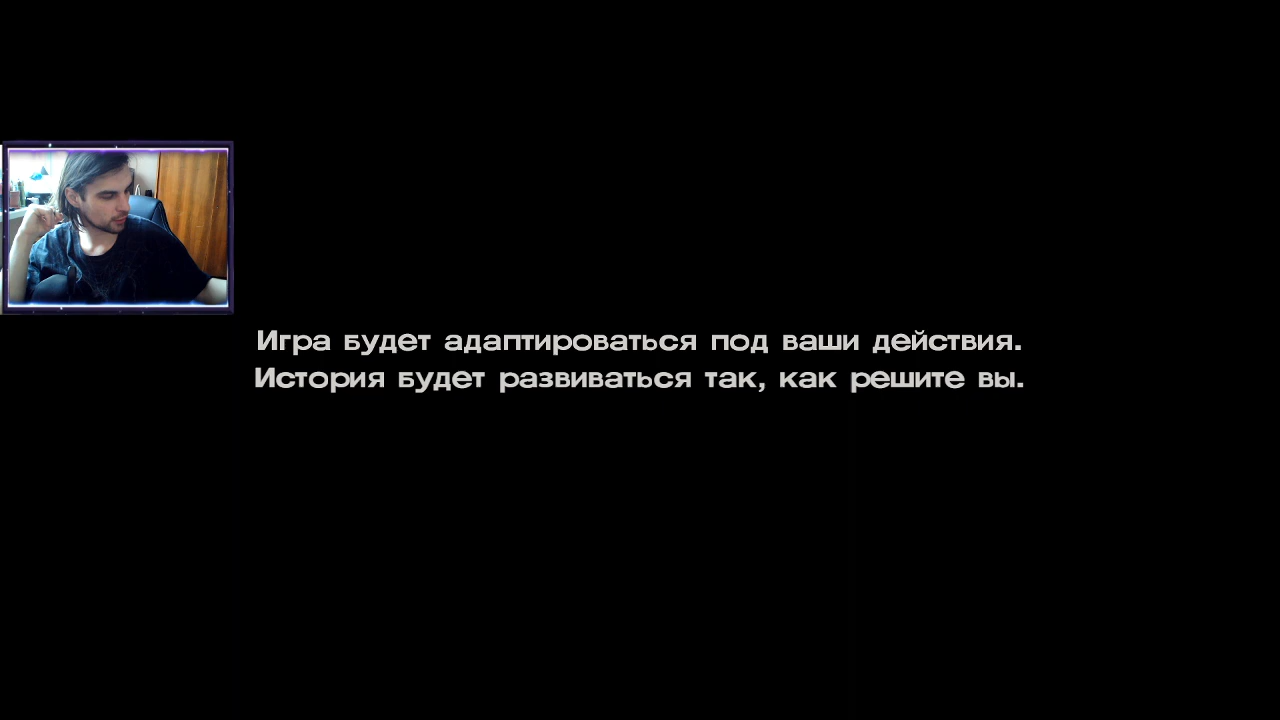 Игра будет адаптироваться под ваши действия.
История будет развиваться так, как решите вы.